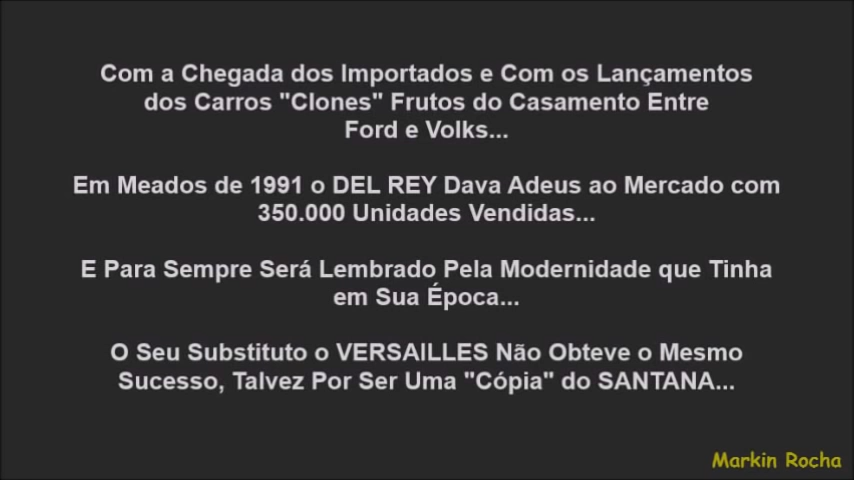 Com a Chegada dos Importados e Com os Lançamentos
dos Carros "Clones" Frutos do Casamento Entre
Ford e Volks...
Em Meados de 1991 o DEL REY Dava Adeus ao Mercado com
350.000 Unidades Vendidas...
E Para Sempre Será Lembrado Pela Modernidade que Tinha
em Sua Época...
O Seu Substituto o VERSAILLES Não Obteve o Mesmo
Sucesso, Talvez Por Ser Uma "Cópia" do SANTANA...
Markin Rocha